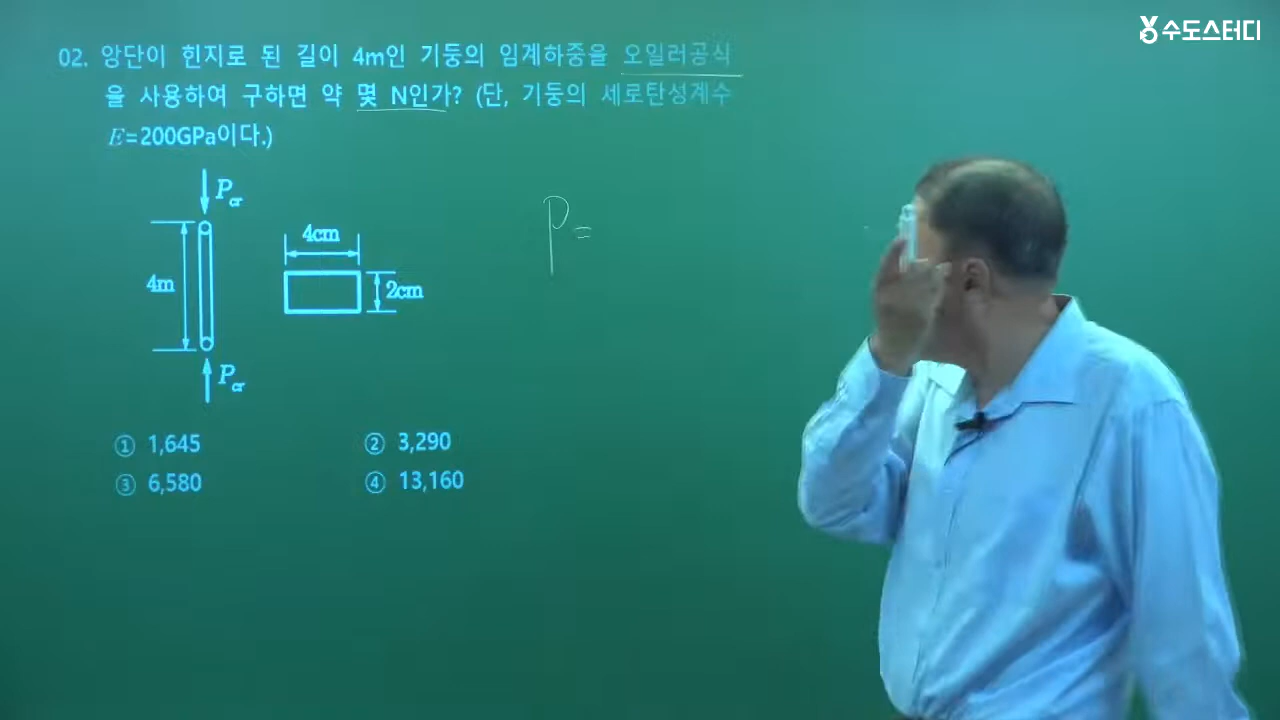 수도스터디
02. 양단이 힌지로 된 길이 4m인 기둥의 임계하중을 오일러공식
을 사용하여 구하면 약 몇 N인가? (단, 기둥의 세로탄성계수
E=200GPa이다.)
Pcr
4m
Pcr
4cm
2cm
P=
① 1,645
② 3,290
③ 6,580
④ 13,160